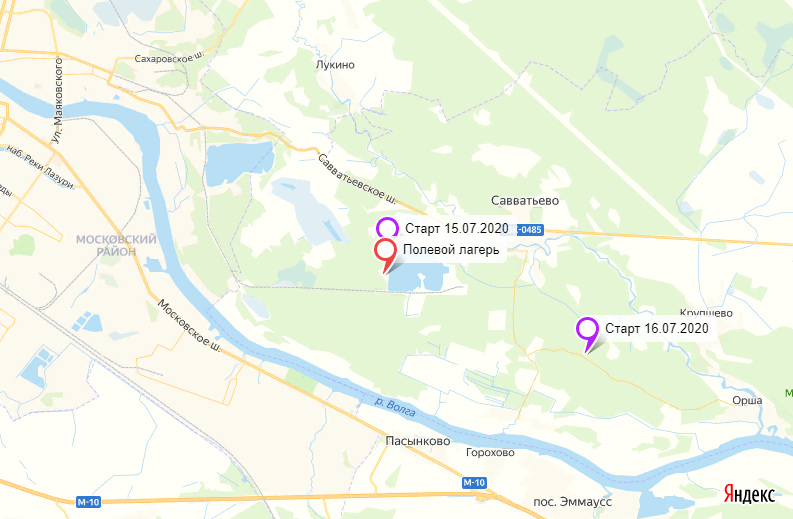 Сахаровское ш.
Лукино
ул. Маяковского
наб. Реки Лазури.
Савватьевское ш.
Савватьево
-0485
Старт 15.07.2020
Полевой лагерь
МОСКОВСКИЙ
РАЙОН
Московское ш.
Крупшево
Старт 16.07.2020
Орша
р. Волга
Пасынково
Горохово
М-10
М-10
пос. Эммаусс
Яндекс